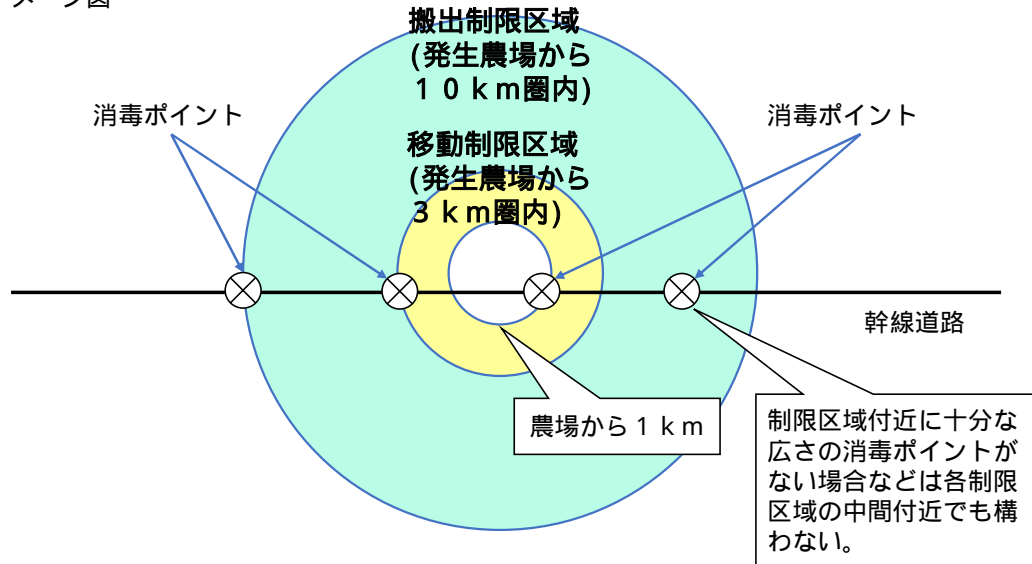 搬出制限区域
(発生農場から
１０ｋｍ圏内)
消毒ポイント
消毒ポイント
移動制限区域
(発生農場から
３ｋｍ圏内)
幹線道路
農場から１ｋｍ
制限区域付近に十分な
広さの消毒ポイントが
ない場合などは各制限
区域の中間付近でも構
わない。